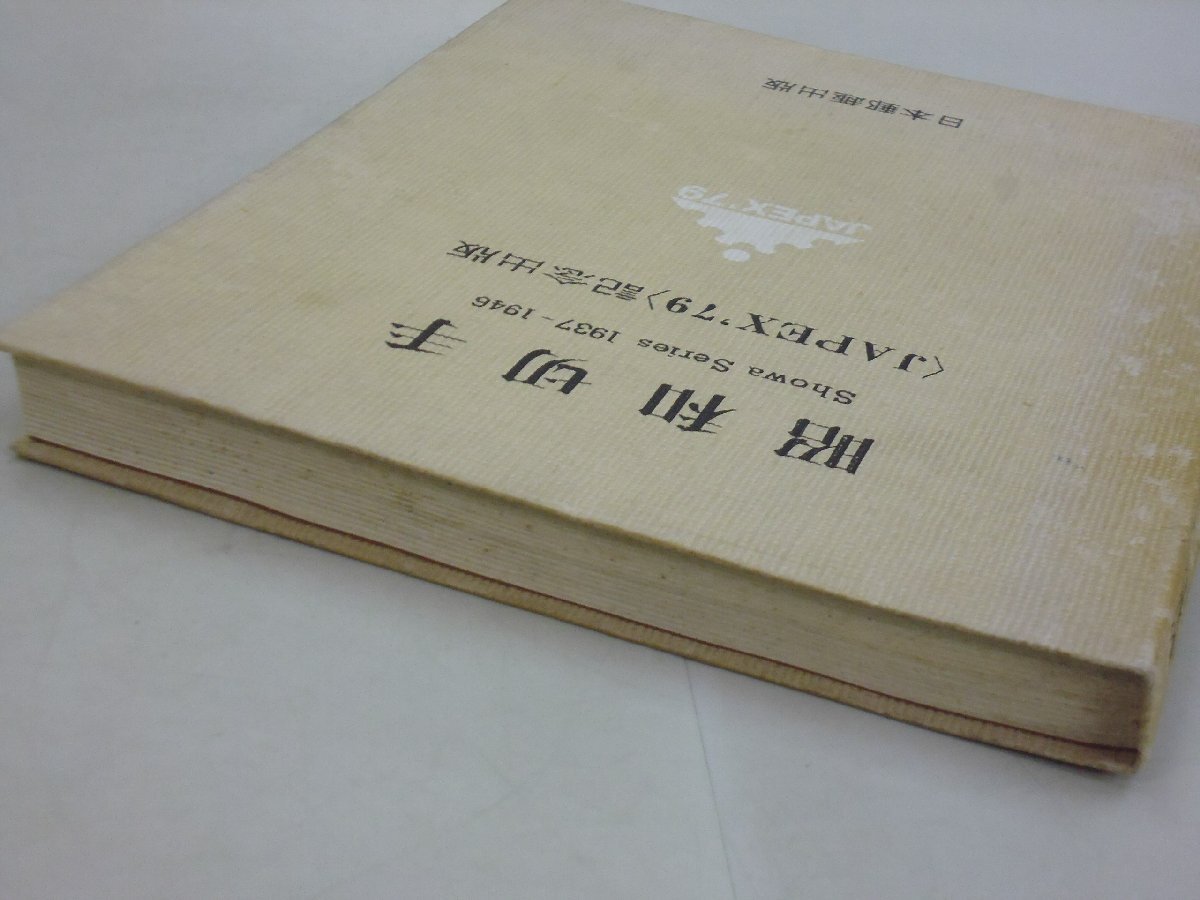 昭和切手
Showa Series 1937-1946
〈JAPEX'79〉記念出版
JAPEX'79
日本郵趣出版